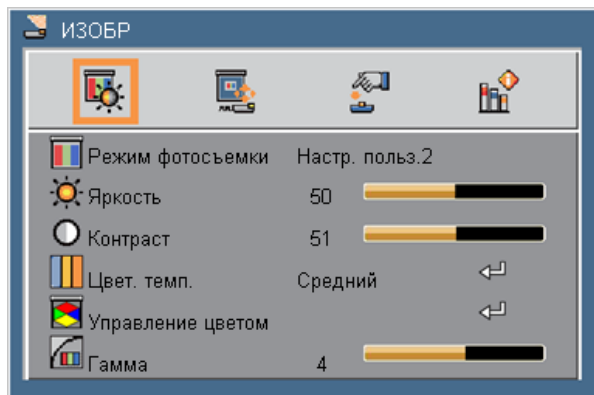 ИЗОБР
Режим фотосъемки Настр. польз.2
Яркость 50
Контраст 51
Цвет. темп. Средний
Управление цветом
Гамма 4